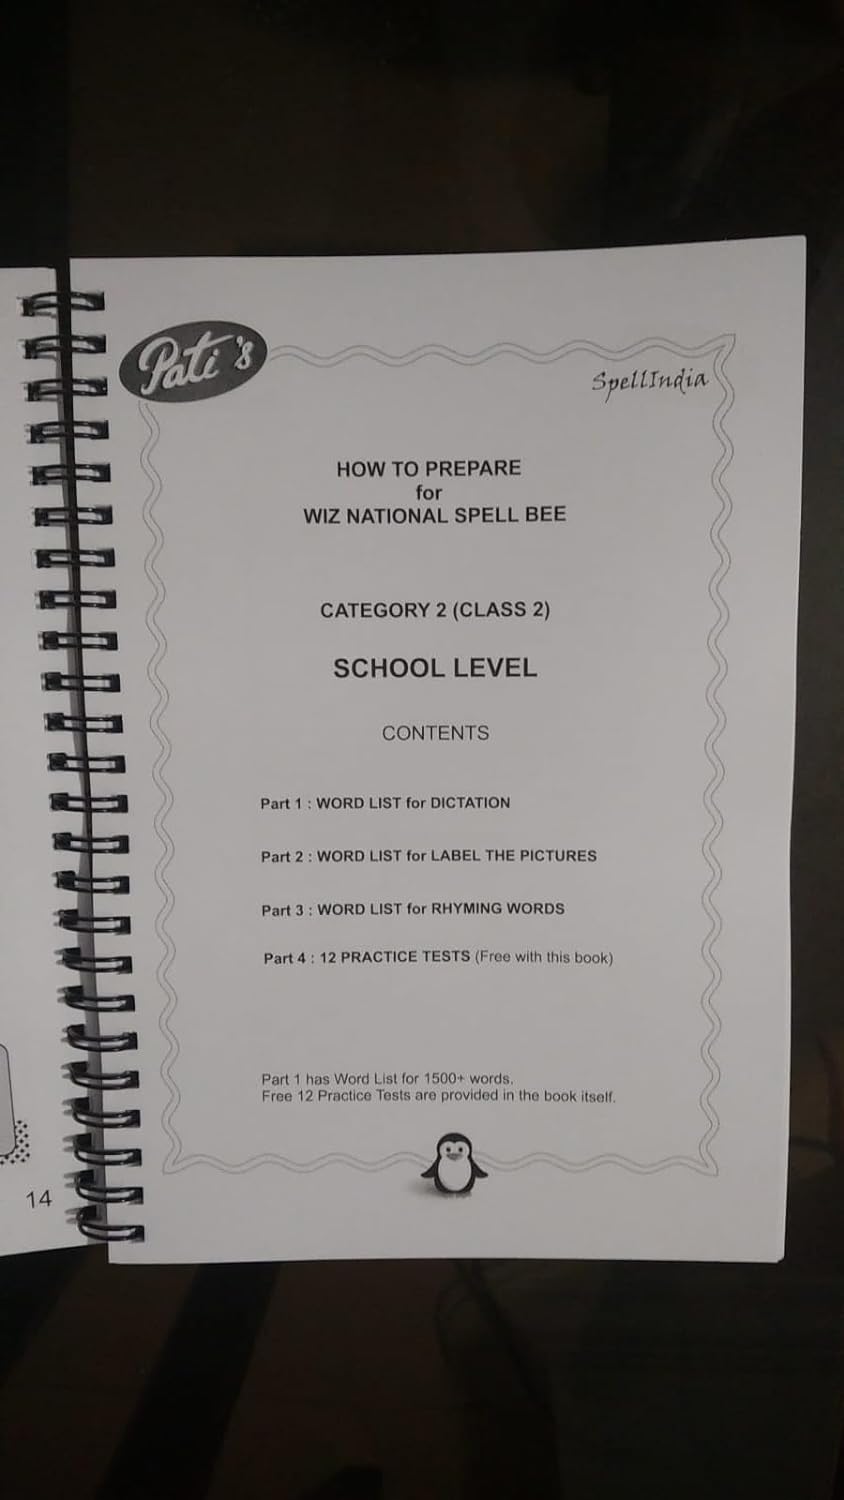 Pati's
SpellIndia
HOW TO PREPARE
for
WIZ NATIONAL SPELL BEE
CATEGORY 2 (CLASS 2)
SCHOOL LEVEL
CONTENTS
Part 1 : WORD LIST for DICTATION
Part 2 : WORD LIST for LABEL THE PICTURES
Part 3 : WORD LIST for RHYMING WORDS
Part 4 : 12 PRACTICE TESTS (Free with this book)
Part 1 has Word List for 1500+ words.
Free 12 Practice Tests are provided in the book itself.
14